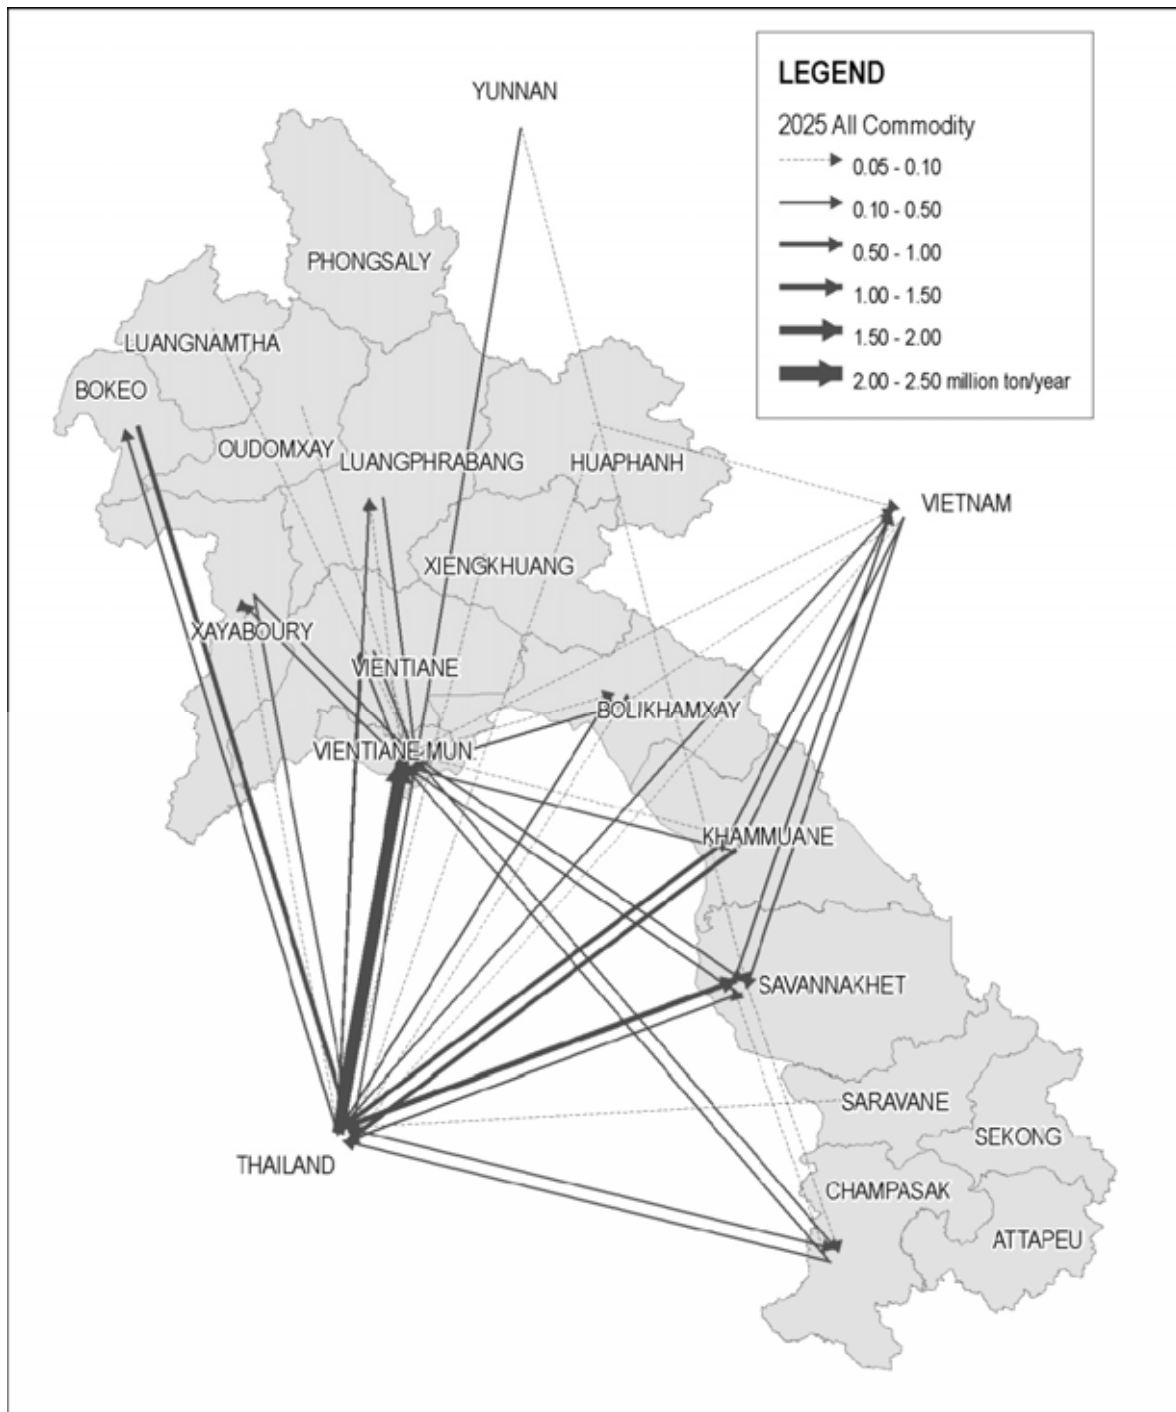 YUNNAN
LEGEND
2025 All Commodity
0.05 - 0.10
0.10 - 0.50
0.50 - 1.00
1.00 - 1.50
1.50 - 2.00
2.00 - 2.50 million ton/year
PHONGSALY
LUANGNAMTHA
BOKEO
OUDOMXAY
LUANGPHRABANG
HUAPHANH
VIETNAM
XIENGKHUANG
XAYABOURY
VIENTIANE
BOLIKHAMXAY
VIENTIANE MUN.
KHAMMUANE
SAVANNAKHET
SARAVANE
SEKONG
THAILAND
CHAMPASAK
ATTAPEU